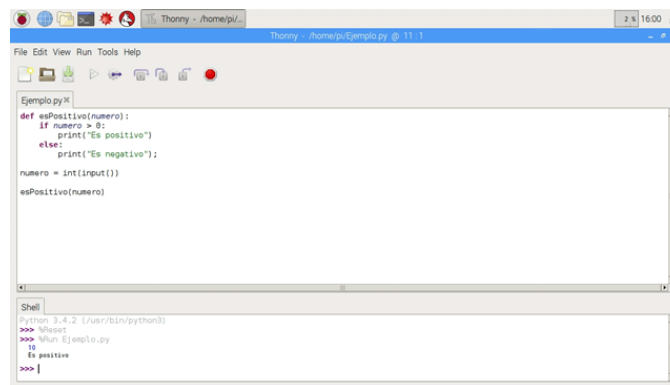 Thonny - /home/pi/...
2 % 16:00
Thonny - /home/pi/Ejemplo.py @ 11:1
File Edit View Run Tools Help
Ejemplo.py
def esPositivo(numero):
    if numero > 0:
        print("Es positivo")
    else:
        print("Es negativo");
numero = int(input())
esPositivo(numero)
Shell
Python 3.4.2 (/usr/bin/python3)
>>> %Reset
>>> %Run Ejemplo.py
10
Es positivo
>>>